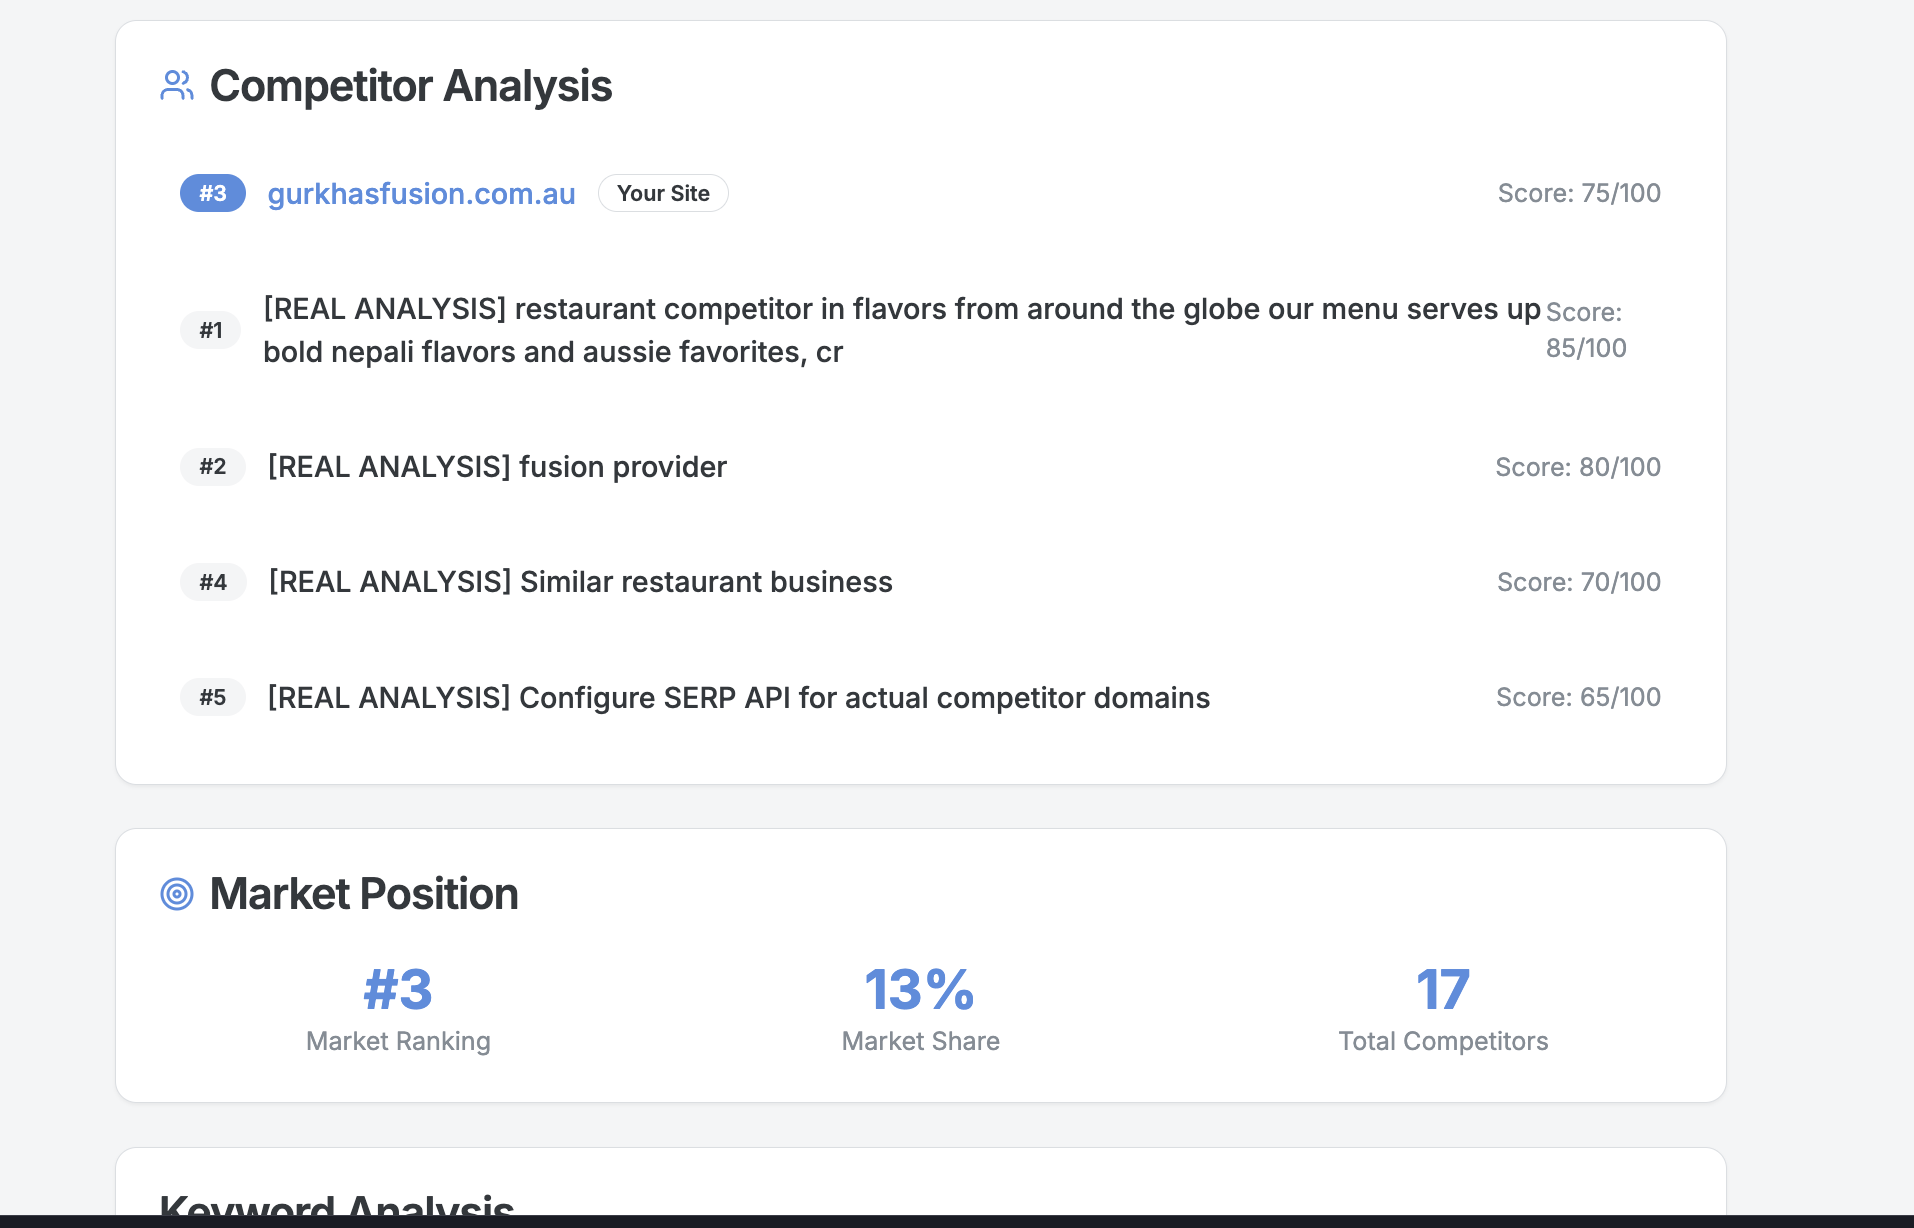 Competitor Analysis
#3 gurkhasfusion.com.au Your Site Score: 75/100
#1 [REAL ANALYSIS] restaurant competitor in flavors from around the globe our menu serves up Score:
bold nepali flavors and aussie favorites, cr 85/100
#2 [REAL ANALYSIS] fusion provider Score: 80/100
#4 [REAL ANALYSIS] Similar restaurant business Score: 70/100
#5 [REAL ANALYSIS] Configure SERP API for actual competitor domains Score: 65/100
Market Position
#3 13% 17
Market Ranking Market Share Total Competitors
Keyword Analysis